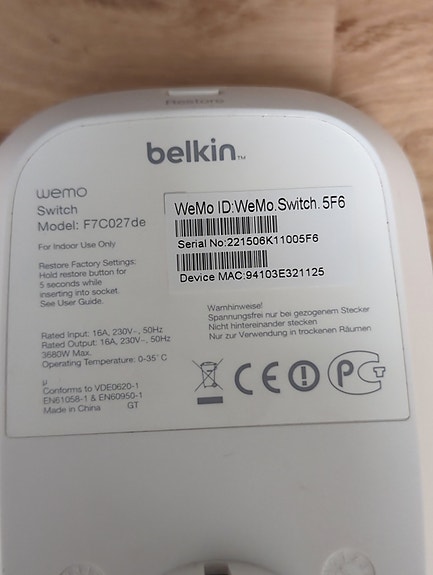 Restore
belkin™
wemo
Switch
Model: F7C027de
For Indoor Use Only
Restore Factory Settings:
Hold restore button for
5 seconds while
inserting into socket.
See User Guide.
Rated Input: 16A, 230V~, 50Hz
Rated Output: 16A, 230V~, 50Hz
3680W Max.
Operating Temperature: 0-35° C
µ
Conforms to VDE0620-1
EN61058-1 & EN60950-1
Made in China GT
WeMo ID:WeMo.Switch.5F6
Serial No:221506K11005F6
Device MAC:94103E321125
Warnhinweise!
Spannungsfrei nur bei gezogenem Stecker
Nicht hintereinander stecken
Nur zur Verwendung in trockenen Räumen
CE
PCT